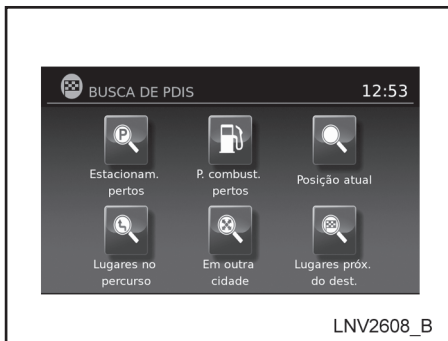 BUSCA DE PDIS 12:53
Estacionam.
pertos
P. combust.
pertos
Posição atual
Lugares no
percurso
Em outra
cidade
Lugares próx.
do dest.
LNV2608_B